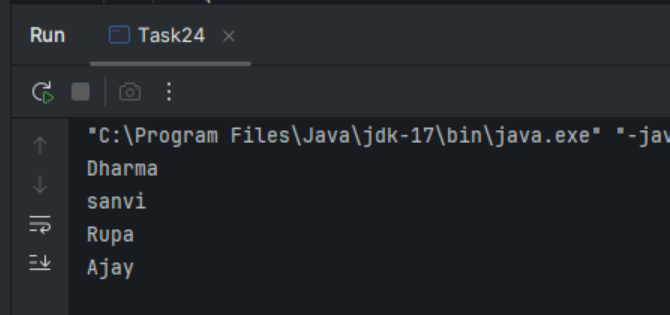 Run Task24
"C:\Program Files\Java\jdk-17\bin\java.exe" "-jav
Dharma
sanvi
Rupa
Ajay